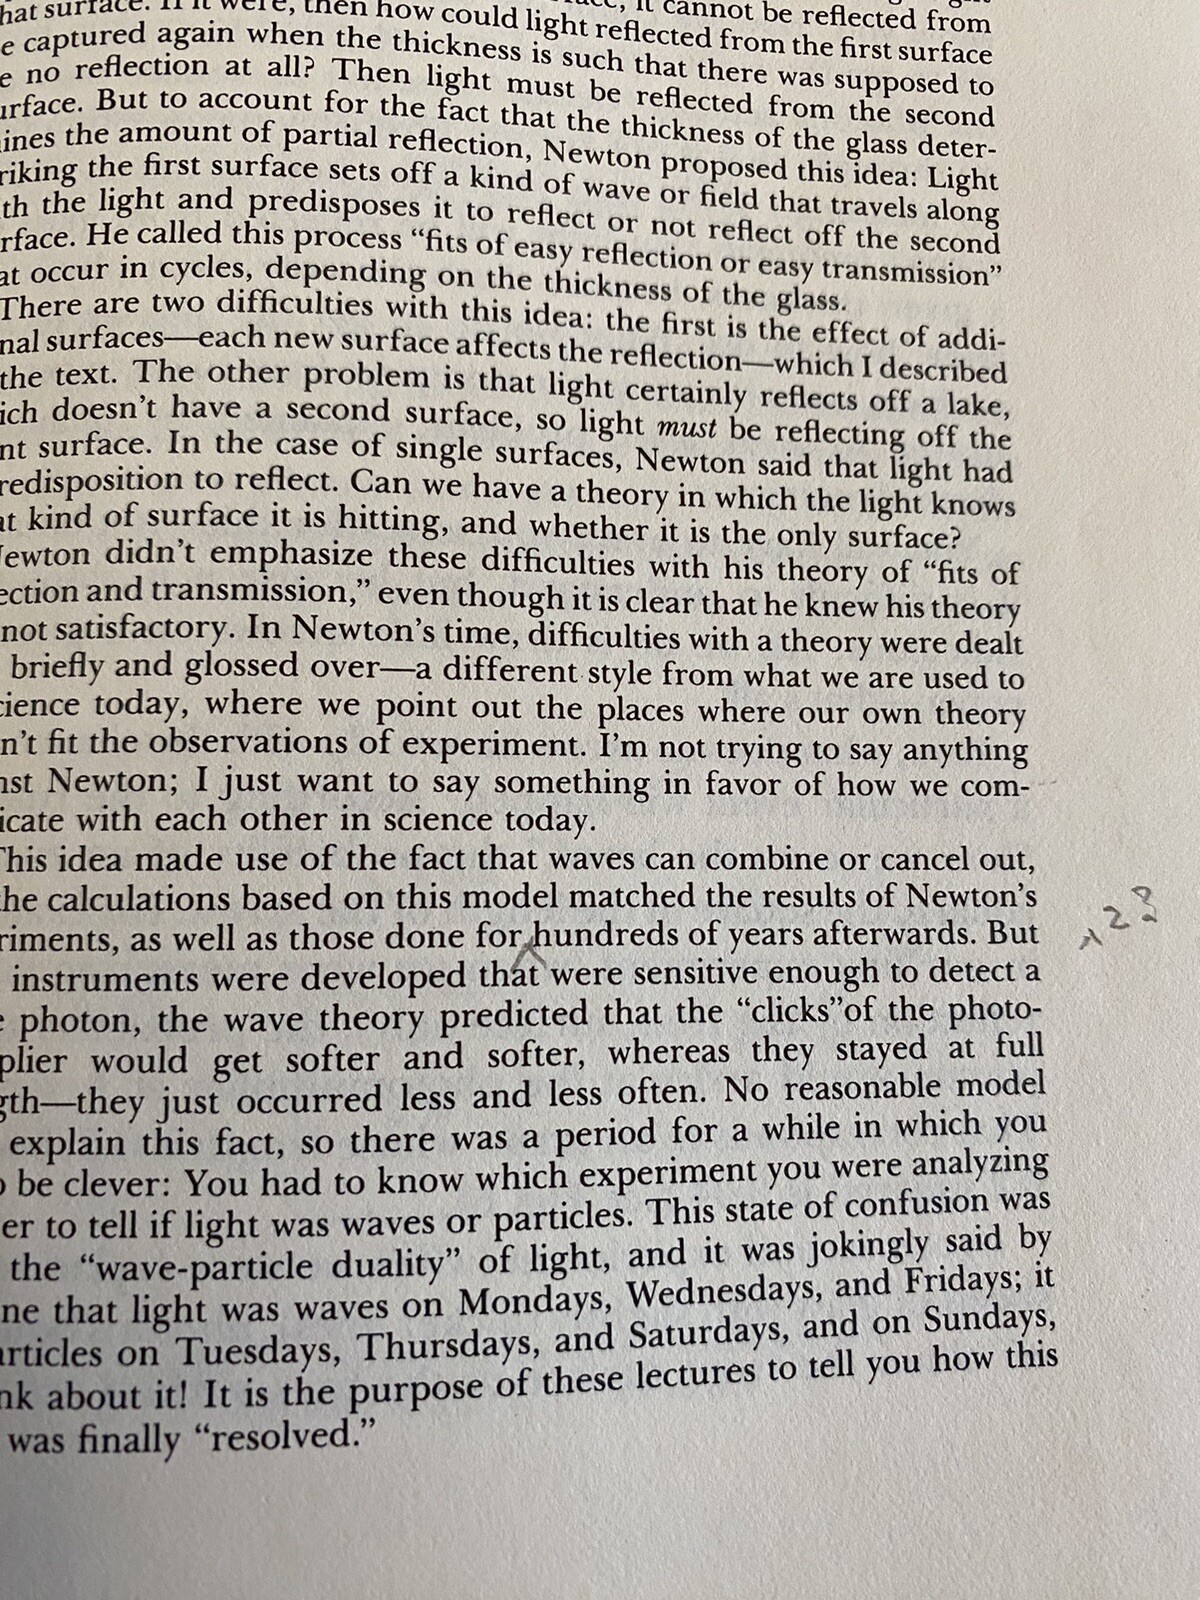 hat surface. If it were, then how could light reflected from the first surface
e captured again when the thickness is such that there was supposed to
e no reflection at all? Then light must be reflected from the second
urface. But to account for the fact that the thickness of the glass deter-
ines the amount of partial reflection, Newton proposed this idea: Light
riking the first surface sets off a kind of wave or field that travels along
th the light and predisposes it to reflect or not reflect off the second
rface. He called this process “fits of easy reflection or easy transmission”
at occur in cycles, depending on the thickness of the glass.
There are two difficulties with this idea: the first is the effect of addi-
nal surfaces—each new surface affects the reflection—which I described
the text. The other problem is that light certainly reflects off a lake,
ich doesn’t have a second surface, so light must be reflecting off the
nt surface. In the case of single surfaces, Newton said that light had
redisposition to reflect. Can we have a theory in which the light knows
at kind of surface it is hitting, and whether it is the only surface?
Newton didn’t emphasize these difficulties with his theory of “fits of
ection and transmission,” even though it is clear that he knew his theory
not satisfactory. In Newton’s time, difficulties with a theory were dealt
briefly and glossed over—a different style from what we are used to
cience today, where we point out the places where our own theory
n’t fit the observations of experiment. I’m not trying to say anything
nst Newton; I just want to say something in favor of how we com-
icate with each other in science today.
This idea made use of the fact that waves can combine or cancel out,
he calculations based on this model matched the results of Newton’s
riments, as well as those done for hundreds of years afterwards. But
instruments were developed that were sensitive enough to detect a
e photon, the wave theory predicted that the “clicks”of the photo-
plier would get softer and softer, whereas they stayed at full
gth—they just occurred less and less often. No reasonable model
explain this fact, so there was a period for a while in which you
o be clever: You had to know which experiment you were analyzing
er to tell if light was waves or particles. This state of confusion was
the “wave-particle duality” of light, and it was jokingly said by
ne that light was waves on Mondays, Wednesdays, and Fridays; it
articles on Tuesdays, Thursdays, and Saturdays, and on Sundays,
nk about it! It is the purpose of these lectures to tell you how this
was finally “resolved.”